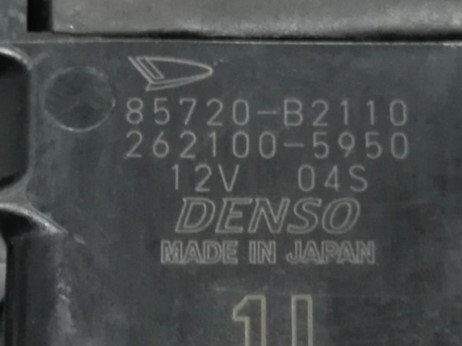 85720-B2110
262100-5950
12V 04S
DENSO
MADE IN JAPAN